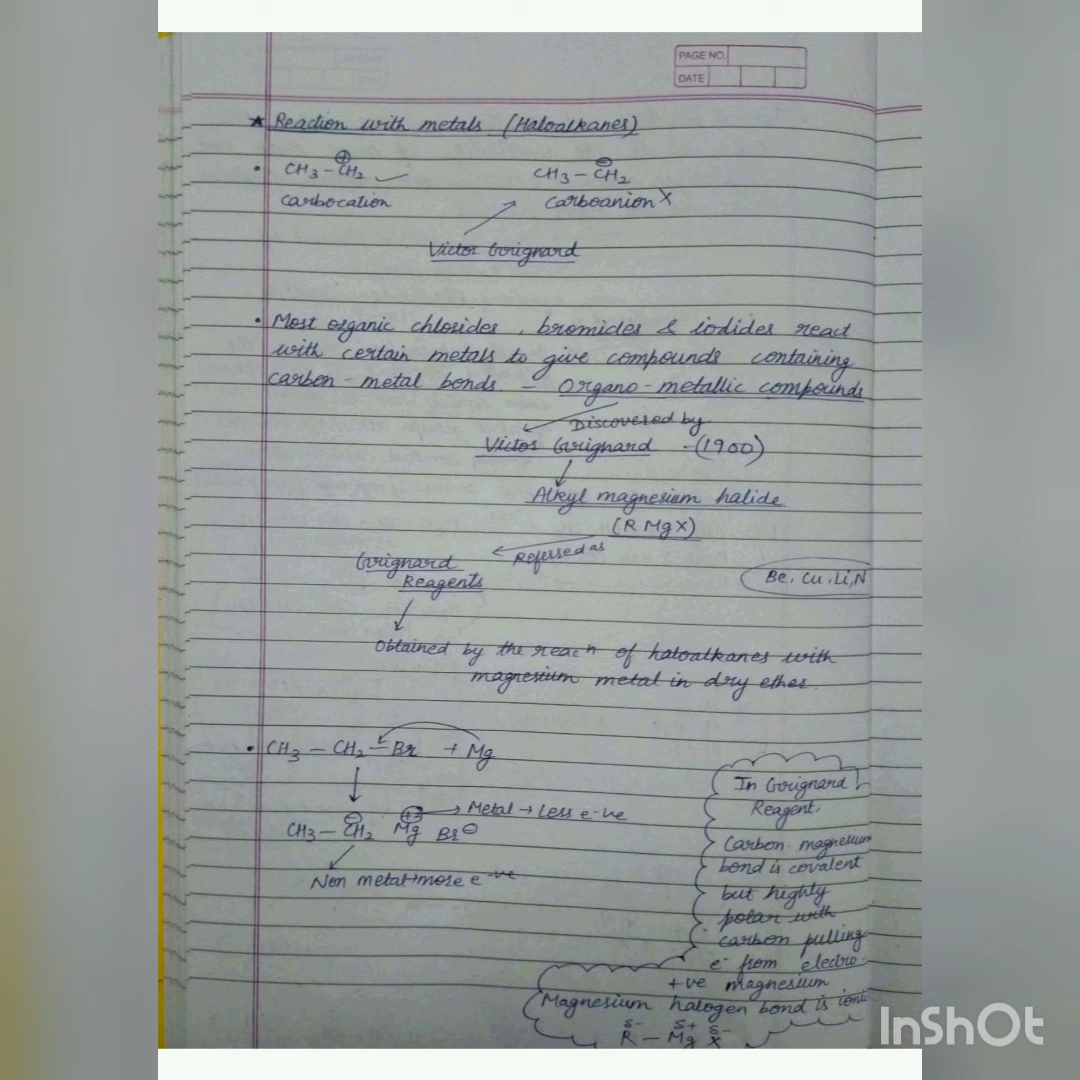 PAGE NO.
DATE
★ Reaction with metals (Haloalkanes)
• CH3 – C⊕H2 ✓ CH3 – C⊖H2
carbocation carboanion X
Victor Grignard
• Most organic chlorides, bromides & iodides react
with certain metals to give compounds containing
carbon-metal bonds – organo-metallic compounds
Discovered by
Victor Grignard - (1900)
Alkyl magnesium halide
(R MgX)
Referred as
Grignard
Reagents
Be, Cu, Li, N
Obtained by the reacn of haloalkanes with
magnesium metal in dry ether.
• CH3 – CH2 – Br + Mg
CH3 – C⊖H2 Mg+2 Br⊖ → Metal → Less e-ve
Non metal→more e-ve
In Grignard
Reagent,
Carbon magnesium
bond is covalent
but highly
polar with
carbon pulling
e- from electro-
+ve magnesium
Magnesium halogen bond is ionic
δ- δ+ δ-
R – Mg X
InShOt